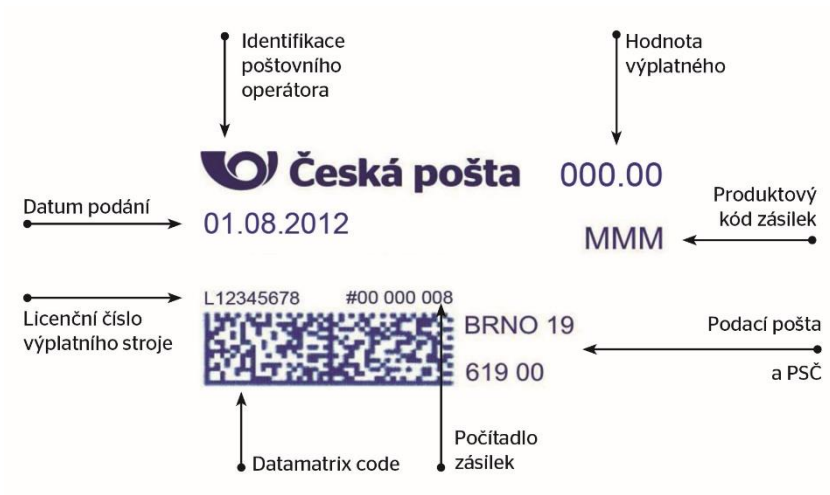 Identifikace
poštovního
operátora
Hodnota
výplatného
Česká pošta
000.00
Datum podání
01.08.2012
Produktový
kód zásilek
MMM
Licenční číslo
výplatního stroje
L12345678
#00 000 008
BRNO 19
619 00
Podací pošta
a PSČ
Datamatrix code
Počítadlo
zásilek